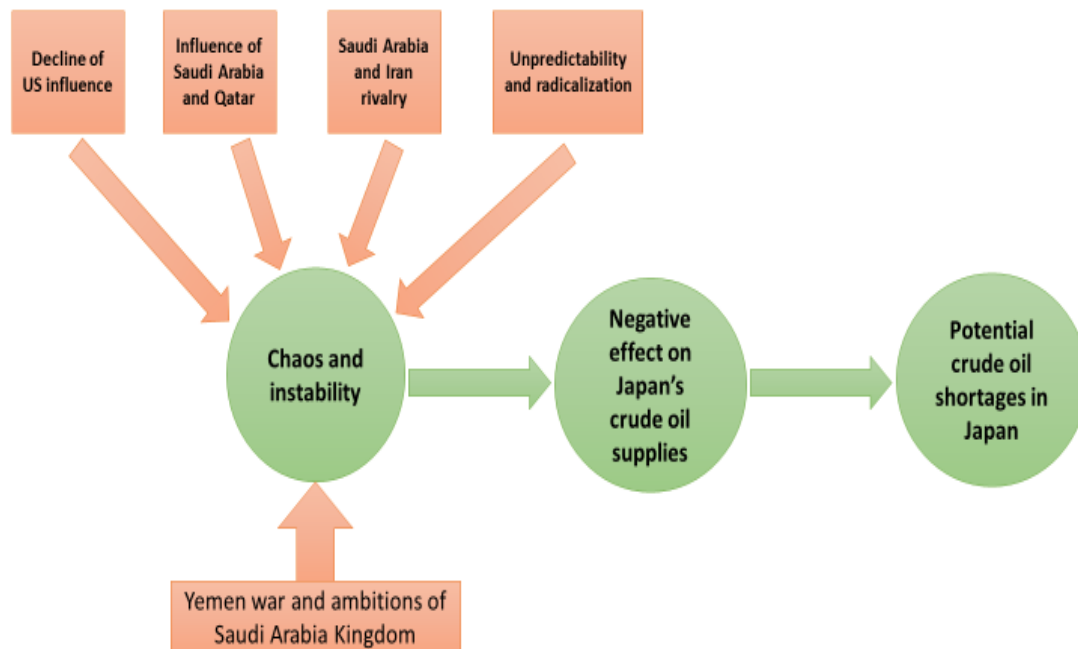 Decline of
US influence
Influence of
Saudi Arabia
and Qatar
Saudi Arabia
and Iran
rivalry
Unpredictability
and radicalization
Chaos and
instability
Negative
effect on
Japan’s
crude oil
supplies
Potential
crude oil
shortages in
Japan
Yemen war and ambitions of
Saudi Arabia Kingdom